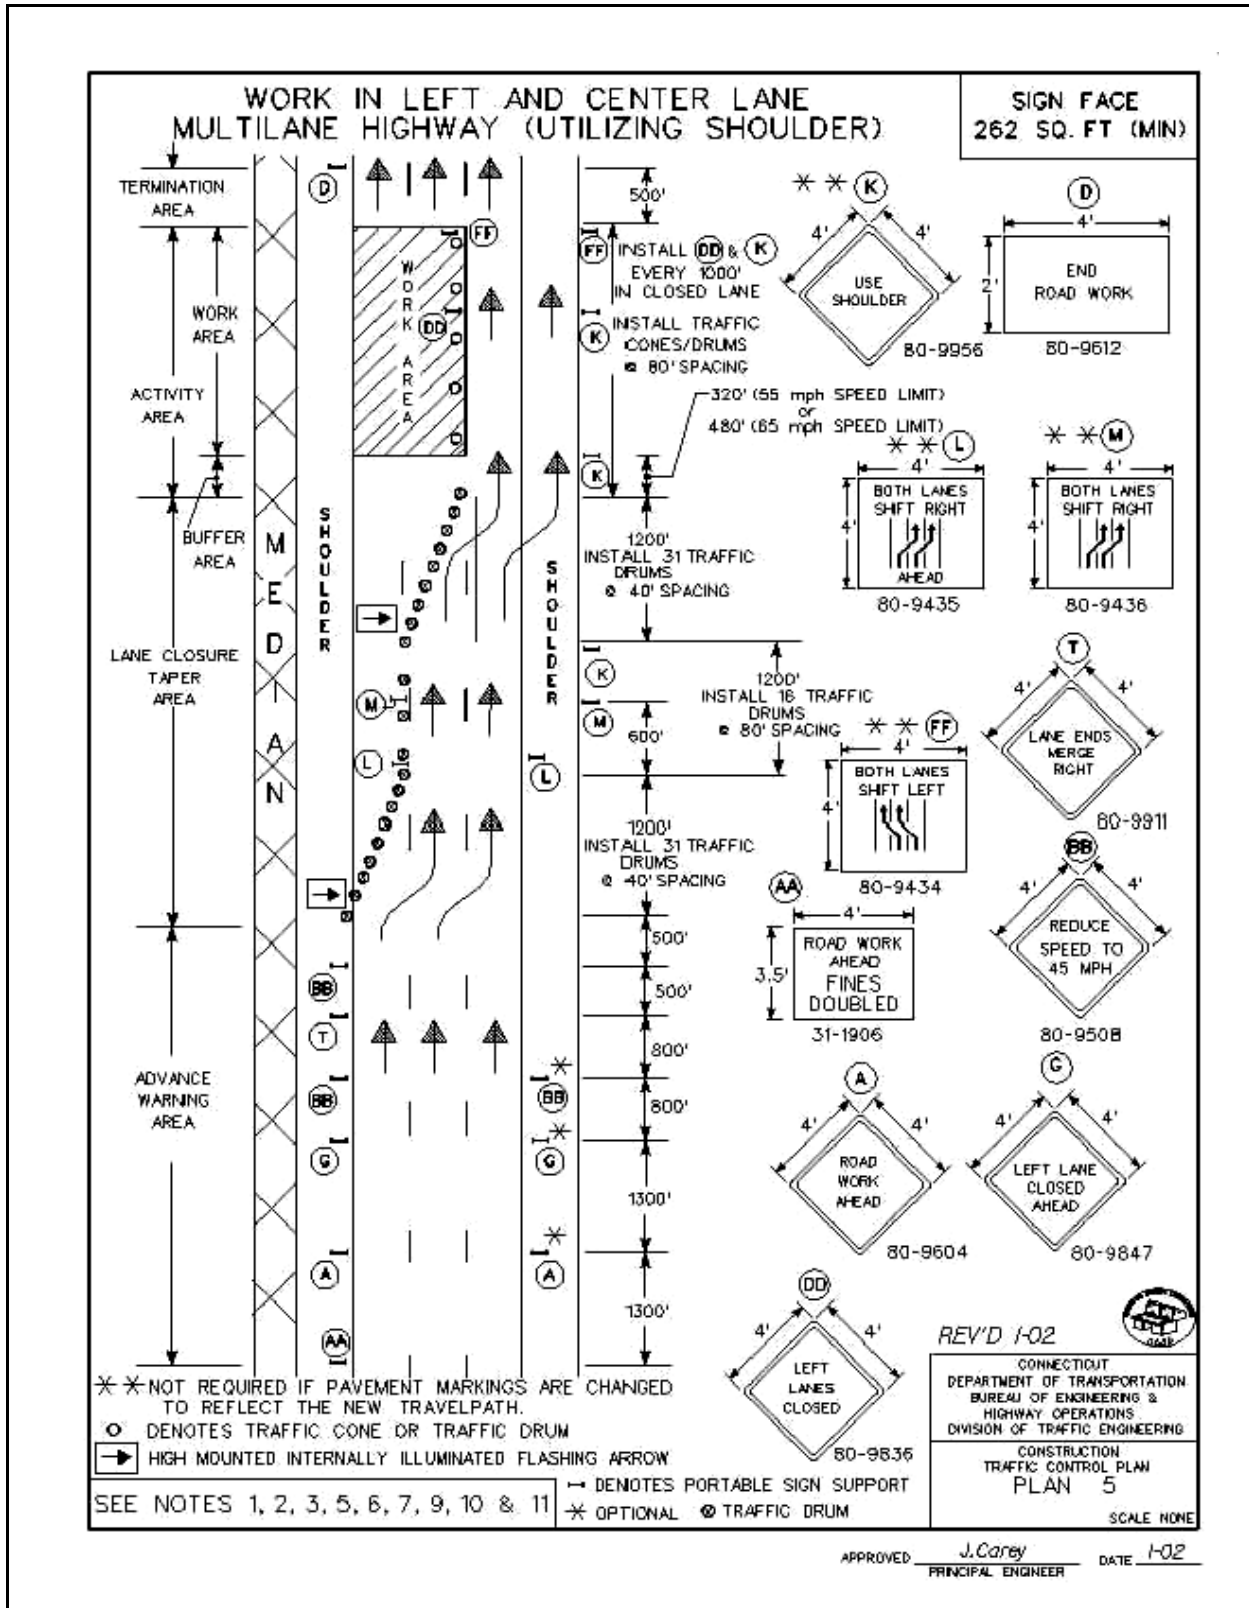 WORK IN LEFT AND CENTER LANE
MULTILANE HIGHWAY (UTILIZING SHOULDER)
SIGN FACE
262 SQ. FT (MIN)
TERMINATION
AREA
WORK
AREA
ACTIVITY
AREA
BUFFER
AREA
LANE CLOSURE
TAPER
AREA
ADVANCE
WARNING
AREA
MEDIAN
SHOULDER
WORK AREA
SHOULDER
D
FF
DD
M
L
BB
T
BB
G
A
AA
FF
K
K
K
M
L
BB
G
A
500'
INSTALL DD & K
EVERY 1000'
IN CLOSED LANE
INSTALL TRAFFIC
CONES/DRUMS
@ 80' SPACING
320' (55 mph SPEED LIMIT)
or
480' (65 mph SPEED LIMIT)
1200'
INSTALL 31 TRAFFIC
DRUMS
@ 40' SPACING
1200'
INSTALL 16 TRAFFIC
DRUMS
@ 80' SPACING
600'
1200'
INSTALL 31 TRAFFIC
DRUMS
@ 40' SPACING
500'
500'
800'
800'
1300'
1300'
* * K
4' 4'
USE
SHOULDER
80-9956
D
4'
2'
END
ROAD WORK
80-9612
* * L
4'
4'
BOTH LANES
SHIFT RIGHT
AHEAD
80-9435
* * M
4'
4'
BOTH LANES
SHIFT RIGHT
80-9436
T
4' 4'
LANE ENDS
MERGE
RIGHT
80-9911
* * FF
4'
4'
BOTH LANES
SHIFT LEFT
80-9434
BB
4' 4'
REDUCE
SPEED TO
45 MPH
80-9508
AA
4'
3.5'
ROAD WORK
AHEAD
FINES
DOUBLED
31-1906
A
4' 4'
ROAD
WORK
AHEAD
80-9604
G
4' 4'
LEFT LANE
CLOSED
AHEAD
80-9847
DD
4' 4'
LEFT
LANES
CLOSED
80-9836
* * NOT REQUIRED IF PAVEMENT MARKINGS ARE CHANGED
TO REFLECT THE NEW TRAVELPATH.
DENOTES TRAFFIC CONE OR TRAFFIC DRUM
HIGH MOUNTED INTERNALLY ILLUMINATED FLASHING ARROW
SEE NOTES 1, 2, 3, 5, 6, 7, 9, 10 & 11
DENOTES PORTABLE SIGN SUPPORT
* OPTIONAL
TRAFFIC DRUM
REV'D 1-02
CONNECTICUT
DEPARTMENT OF TRANSPORTATION
BUREAU OF ENGINEERING &
HIGHWAY OPERATIONS
DIVISION OF TRAFFIC ENGINEERING
CONSTRUCTION
TRAFFIC CONTROL PLAN
PLAN 5
SCALE NONE
APPROVED J.Carey DATE 1-02
PRINCIPAL ENGINEER